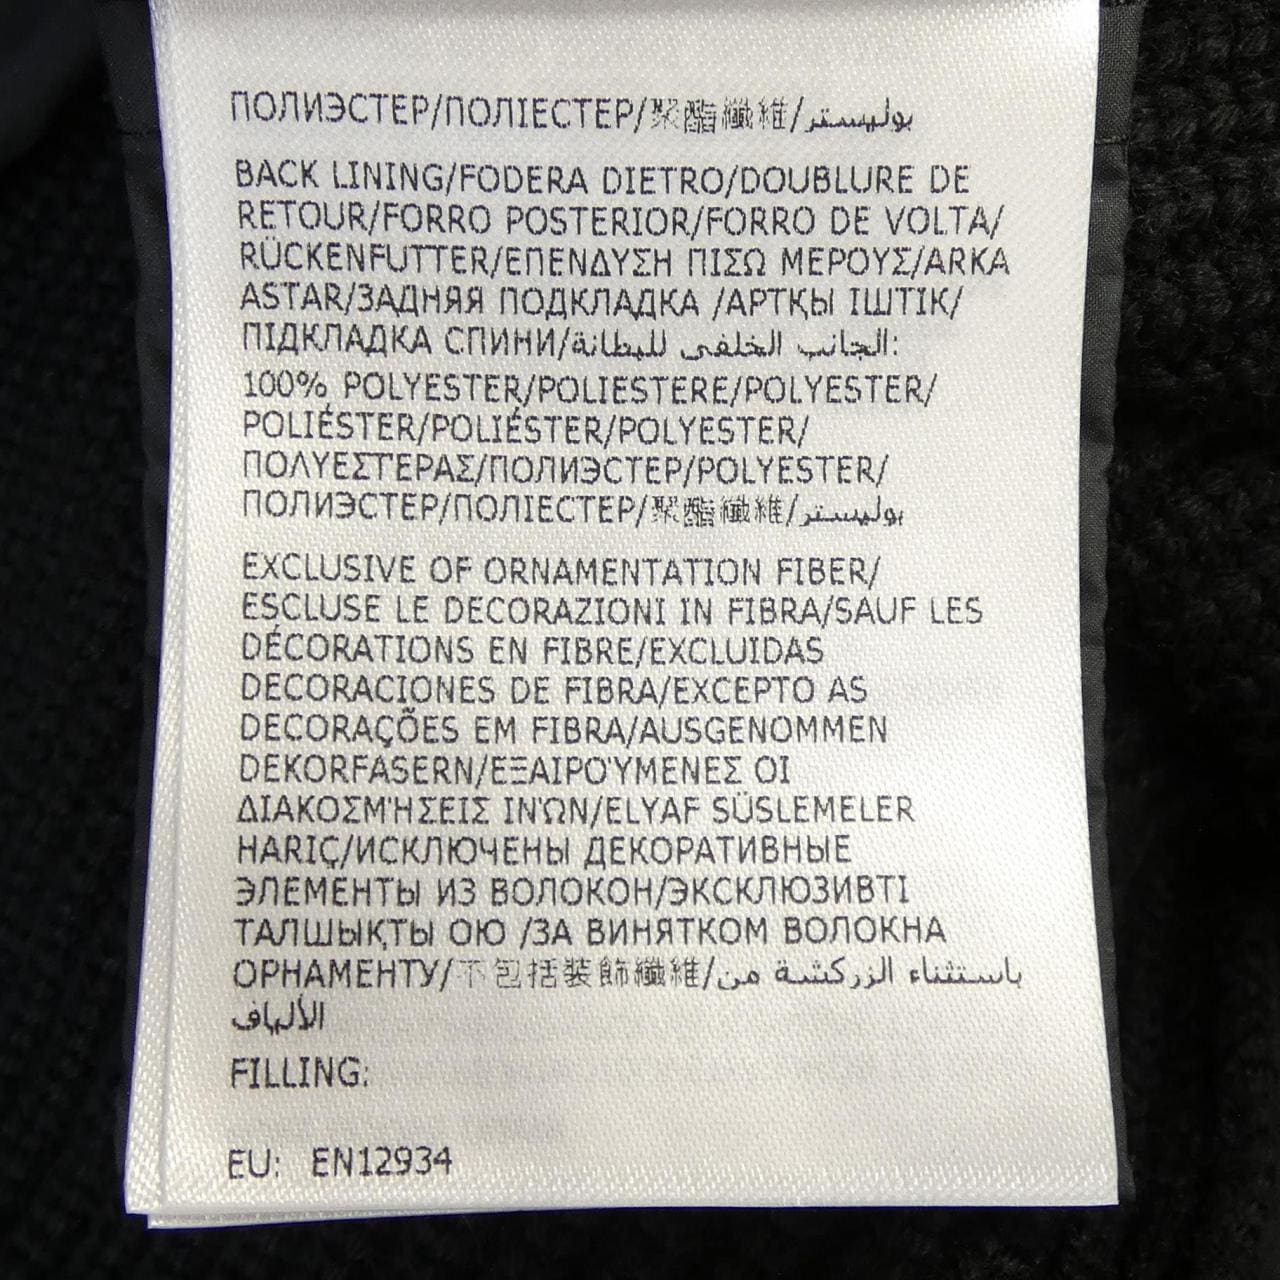 ПОЛИЭСТЕР/ПОЛІЕСТЕР/聚酯纖維/بوليستر
BACK LINING/FODERA DIETRO/DOUBLURE DE
RETOUR/FORRO POSTERIOR/FORRO DE VOLTA/
RÜCKENFUTTER/ΕΠΕΝΔΥΣΗ ΠΙΣΩ ΜΕΡΟΥΣ/ARKA
ASTAR/ЗАДНЯЯ ПОДКЛАДКА /АРТҚЫ ІШТІК/
ПІДКЛАДКА СПИНИ/الجانب الخلفي للبطانة:
100% POLYESTER/POLIESTERE/POLYESTER/
POLIÉSTER/POLIÉSTER/POLYESTER/
ΠΟΛΥΕΣΤΈΡΑΣ/ПОЛИЭСТЕР/POLYESTER/
ПОЛИЭСТЕР/ПОЛІЕСТЕР/聚酯纖維/بوليستر
EXCLUSIVE OF ORNAMENTATION FIBER/
ESCLUSE LE DECORAZIONI IN FIBRA/SAUF LES
DÉCORATIONS EN FIBRE/EXCLUIDAS
DECORACIONES DE FIBRA/EXCEPTO AS
DECORAÇÕES EM FIBRA/AUSGENOMMEN
DEKORFASERN/ΕΞΑΙΡΟΎΜΕΝΕΣ ΟΙ
ΔΙΑΚΟΣΜΉΣΕΙΣ ΙΝΏΝ/ELYAF SÜSLEMELER
HARIÇ/ИСКЛЮЧЕНЫ ДЕКОРАТИВНЫЕ
ЭЛЕМЕНТЫ ИЗ ВОЛОКОН/ЭКСКЛЮЗИВТІ
ТАЛШЫҚТЫ ОЮ /ЗА ВИНЯТКОМ ВОЛОКНА
ОРНАМЕНТУ/不包括裝飾纖維/باستثناء الزركشة من
الألياف
FILLING:
EU: EN12934